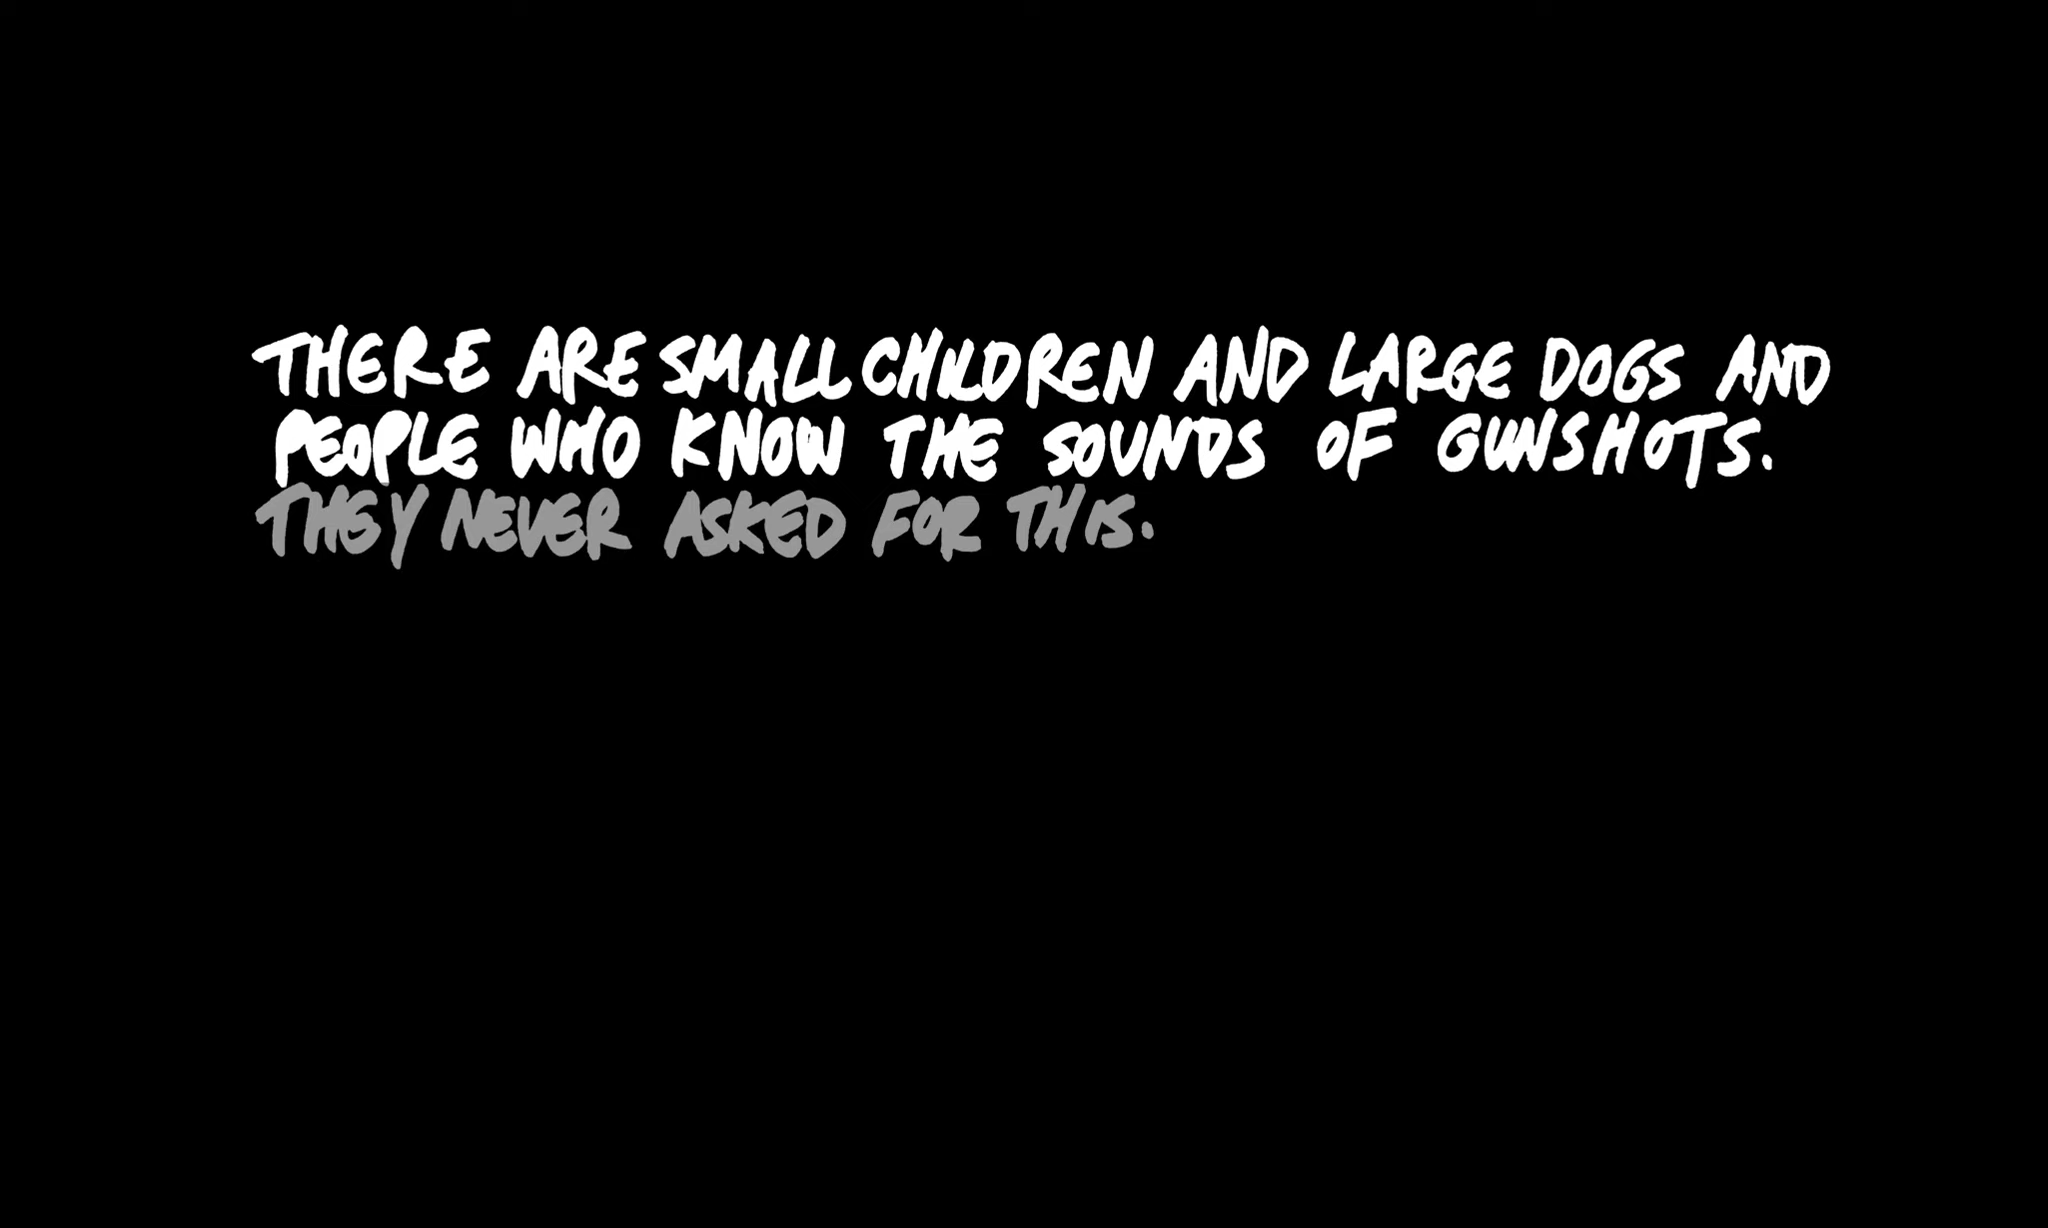 THERE ARE SMALL CHILDREN AND LARGE DOGS AND
PEOPLE WHO KNOW THE SOUNDS OF GUNSHOTS.
THEY NEVER ASKED FOR THIS.